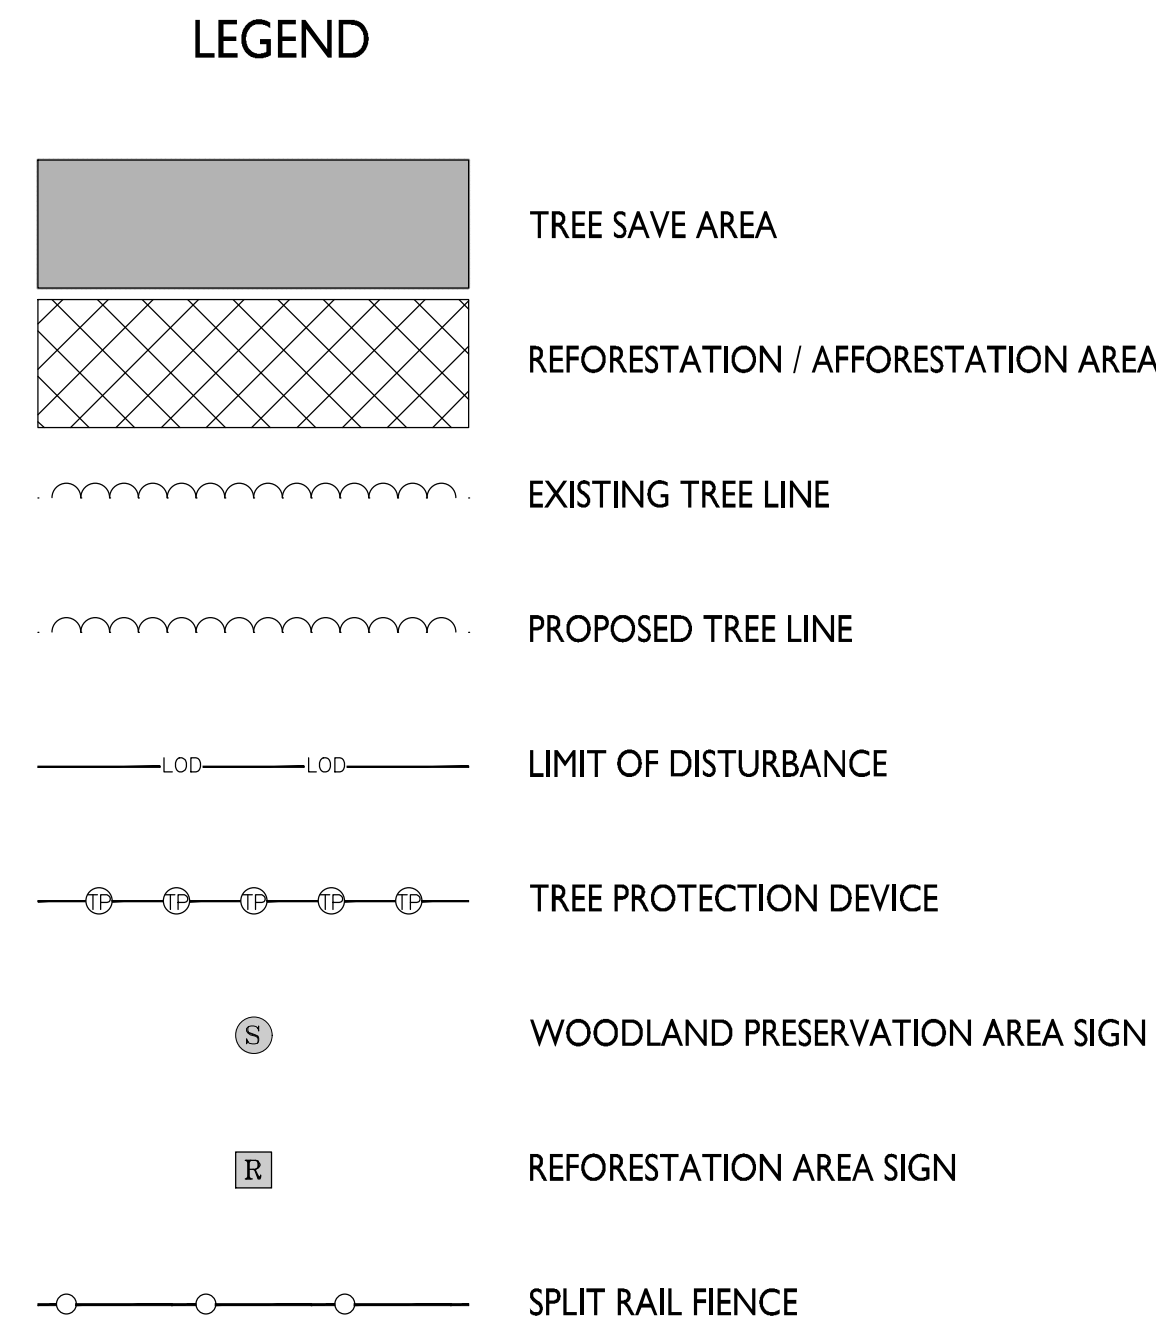 LEGEND
TREE SAVE AREA
REFORESTATION / AFFORESTATION AREA
EXISTING TREE LINE
PROPOSED TREE LINE
LOD LOD LIMIT OF DISTURBANCE
TP TP TP TP TP TREE PROTECTION DEVICE
S WOODLAND PRESERVATION AREA SIGN
R REFORESTATION AREA SIGN
SPLIT RAIL FIENCE